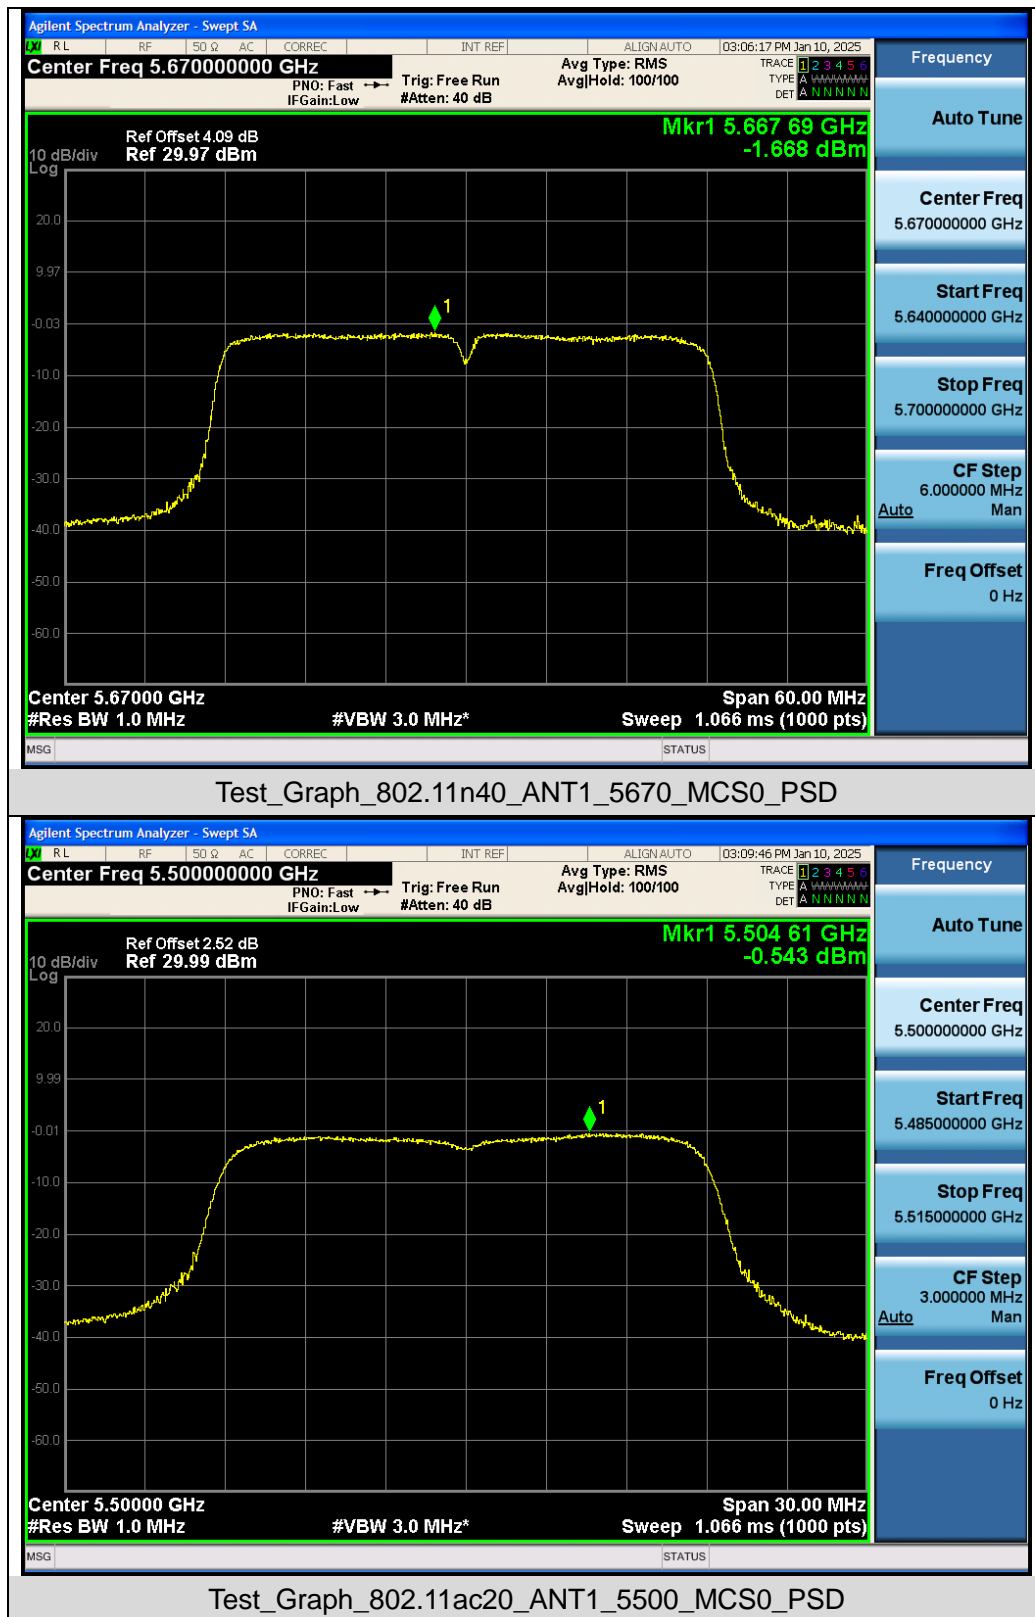 Agilent Spectrum Analyzer - Swept SA
LXI RL RF 50 Ω AC CORREC INT REF ALIGN AUTO 03:06:17 PM Jan 10, 2025
Center Freq 5.670000000 GHz
PNO: Fast
IFGain:Low
Trig: Free Run
#Atten: 40 dB
Avg Type: RMS
Avg|Hold: 100/100
TRACE 1 2 3 4 5 6
TYPE A WWWWW
DET A N N N N N
Frequency
Auto Tune
Center Freq
5.670000000 GHz
Start Freq
5.640000000 GHz
Stop Freq
5.700000000 GHz
CF Step
6.000000 MHz
Auto Man
Freq Offset
0 Hz
Mkr1 5.667 69 GHz
-1.668 dBm
Ref Offset 4.09 dB
10 dB/div Ref 29.97 dBm
Log
20.0
9.97
1
-0.03
-10.0
-20.0
-30.0
-40.0
-50.0
-60.0
Center 5.67000 GHz Span 60.00 MHz
#Res BW 1.0 MHz #VBW 3.0 MHz* Sweep 1.066 ms (1000 pts)
MSG STATUS
Test_Graph_802.11n40_ANT1_5670_MCS0_PSD
Agilent Spectrum Analyzer - Swept SA
LXI RL RF 50 Ω AC CORREC INT REF ALIGN AUTO 03:09:46 PM Jan 10, 2025
Center Freq 5.500000000 GHz
PNO: Fast
IFGain:Low
Trig: Free Run
#Atten: 40 dB
Avg Type: RMS
Avg|Hold: 100/100
TRACE 1 2 3 4 5 6
TYPE A WWWWW
DET A N N N N N
Frequency
Auto Tune
Center Freq
5.500000000 GHz
Start Freq
5.485000000 GHz
Stop Freq
5.515000000 GHz
CF Step
3.000000 MHz
Auto Man
Freq Offset
0 Hz
Mkr1 5.504 61 GHz
-0.543 dBm
Ref Offset 2.52 dB
10 dB/div Ref 29.99 dBm
Log
20.0
9.99
1
-0.01
-10.0
-20.0
-30.0
-40.0
-50.0
-60.0
Center 5.50000 GHz Span 30.00 MHz
#Res BW 1.0 MHz #VBW 3.0 MHz* Sweep 1.066 ms (1000 pts)
MSG STATUS
Test_Graph_802.11ac20_ANT1_5500_MCS0_PSD